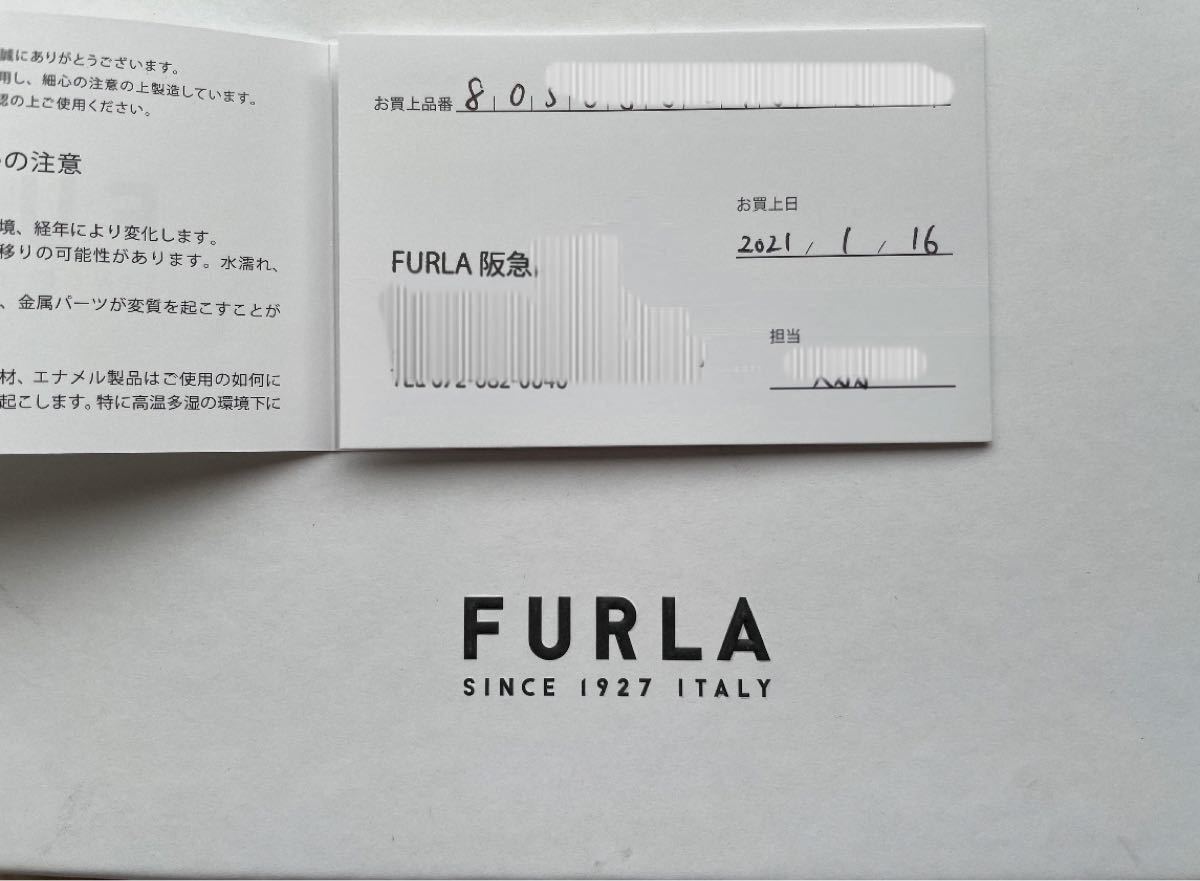 誠にありがとうございます。
用し、細心の注意の上製造しています。
認の上ご使用ください。
の注意
境、経年により変化します。
移りの可能性があります。水濡れ、
、金属パーツが変質を起こすことが
材、エナメル製品はご使用の如何に
起こします。特に高温多湿の環境下に
お買上品番 8 0 5
お買上日
2021 / 1 / 16
FURLA 阪急
担当
FURLA
SINCE 1927 ITALY